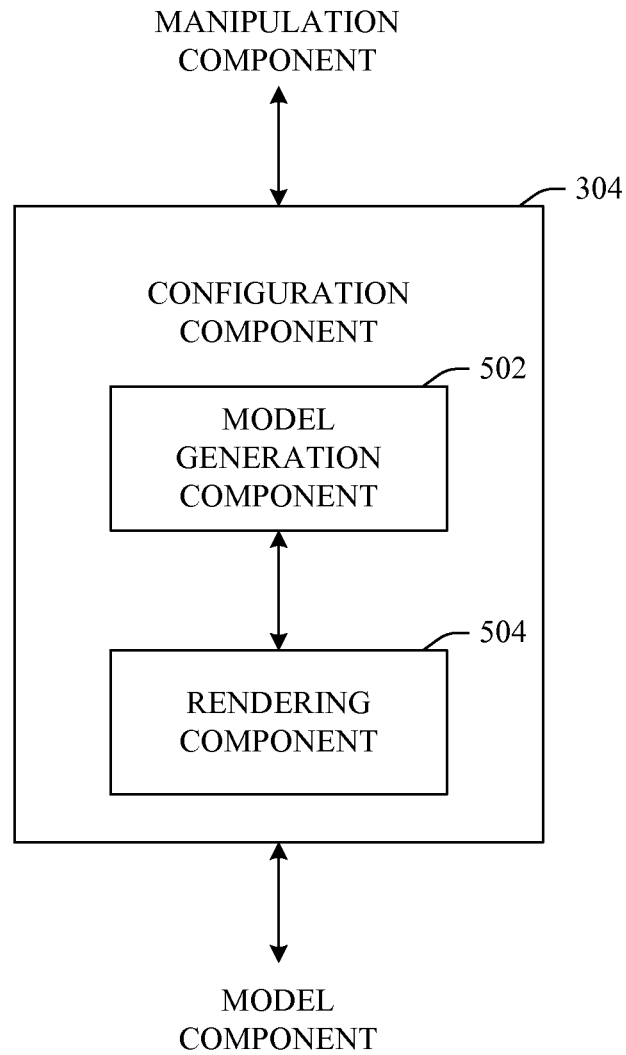 MANIPULATION
COMPONENT
304
CONFIGURATION
COMPONENT
502
MODEL
GENERATION
COMPONENT
504
RENDERING
COMPONENT
MODEL
COMPONENT